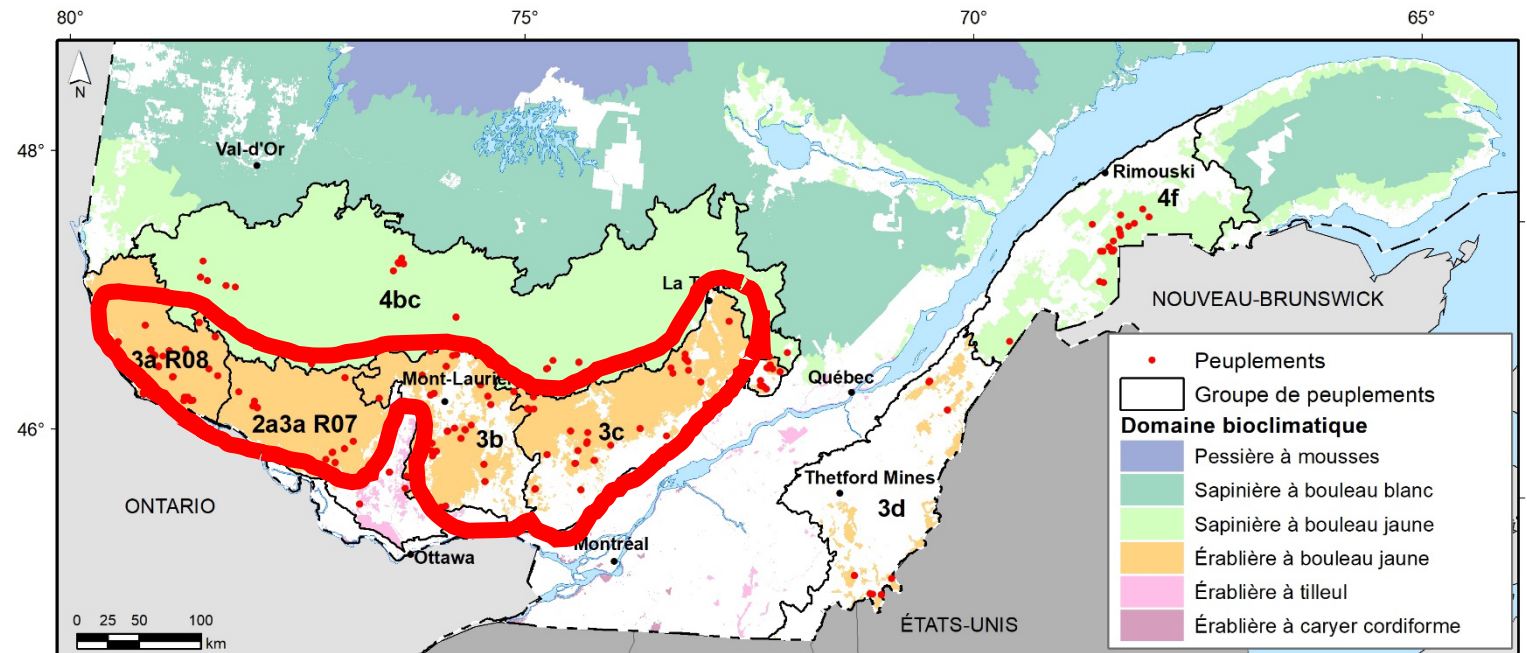 80°
75°
70°
65°
N
48°
46°
Val-d'Or
Rimouski
4f
4bc
La
NOUVEAU-BRUNSWICK
3a R08
Mont-Laurier
2a3a R07
3b
3c
Québec
Thetford Mines
3d
ONTARIO
Ottawa
Montréal
ÉTATS-UNIS
0 25 50 100
km
Peuplements
Groupe de peuplements
Domaine bioclimatique
Pessière à mousses
Sapinière à bouleau blanc
Sapinière à bouleau jaune
Érablière à bouleau jaune
Érablière à tilleul
Érablière à caryer cordiforme